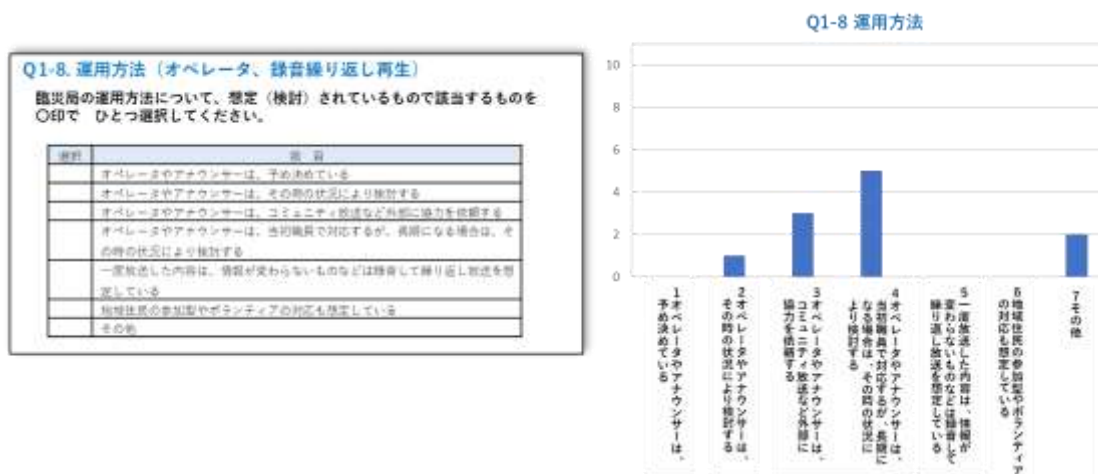 Q1-8. 運用方法（オペレータ、録音繰り返し再生）
臨災局の運用方法について、想定（検討）されているもので該当するものを
〇印で　ひとつ選択してください。
選択 項 目
オペレータやアナウンサーは、予め決めている
オペレータやアナウンサーは、その時の状況により検討する
オペレータやアナウンサーは、コミュニティ放送など外部に協力を依頼する
オペレータやアナウンサーは、当初職員で対応するが、長期になる場合は、そ
の時の状況により検討する
一度放送した内容は、情報が変わらないものなどは録音して繰り返し放送を想
定している
地域住民の参加型やボランティアの対応も想定している
その他
Q1-8 運用方法
10
8
6
4
2
0
1オペレータやアナウンサーは、
予め決めている
2オペレータやアナウンサーは、
その時の状況により検討する
3オペレータやアナウンサーは、
コミュニティ放送など外部に
協力を依頼する
4オペレータやアナウンサーは、
当初職員で対応するが、長期に
なる場合は、その時の状況に
より検討する
5一度放送した内容は、情報が
変わらないものなどは録音して
繰り返し放送を想定している
6地域住民の参加型やボランティア
の対応も想定している
7その他